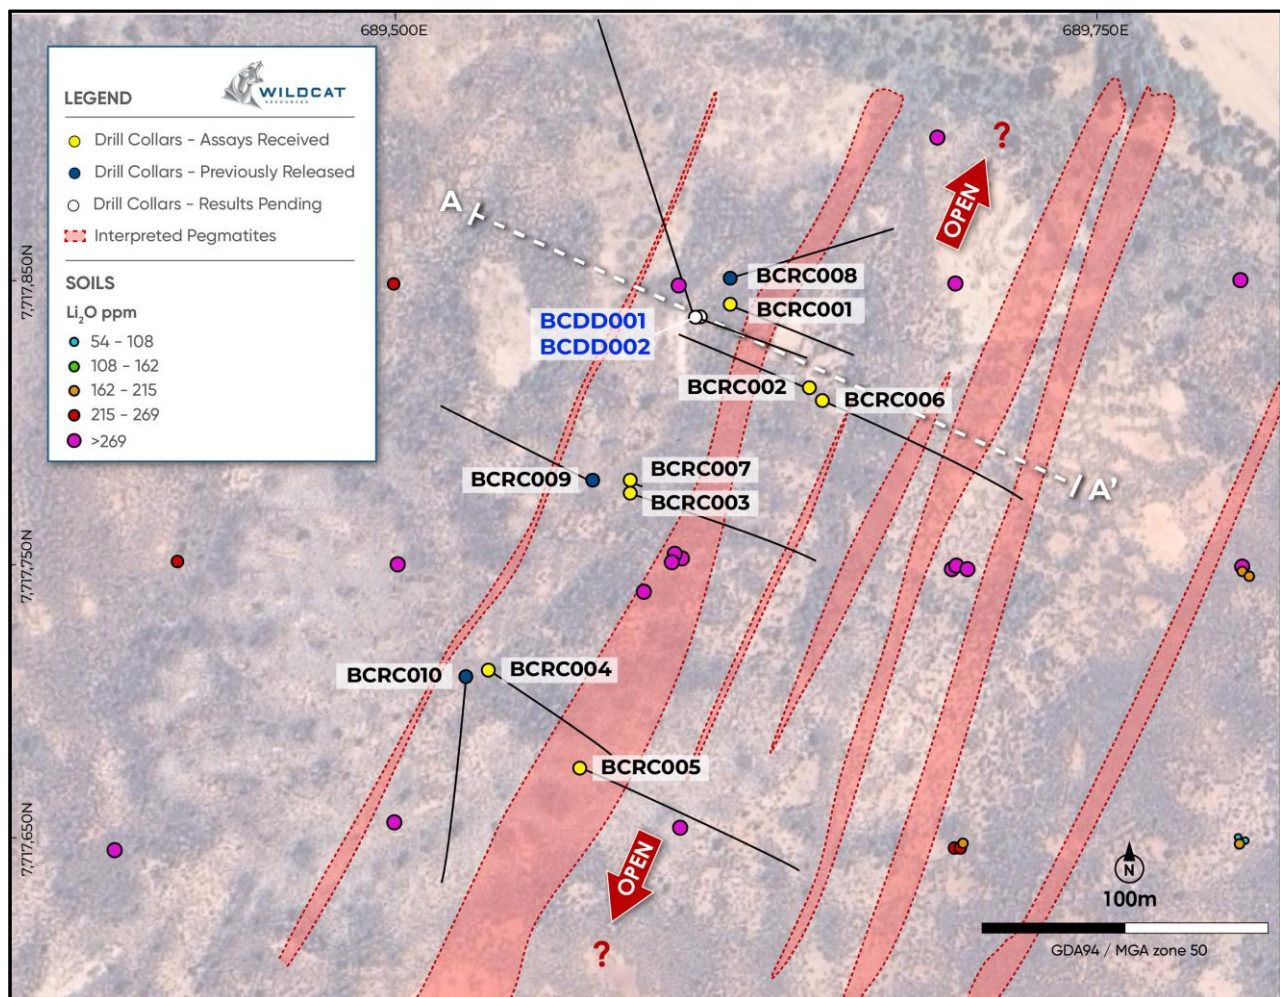 689,500E
689,750E
WILDCAT
RESOURCES
LEGEND
Drill Collars - Assays Received
Drill Collars - Previously Released
Drill Collars - Results Pending
Interpreted Pegmatites
SOILS
Li₂O ppm
54 - 108
108 - 162
162 - 215
215 - 269
>269
?
OPEN
A
7,717,850N
BCRC008
BCRC001
BCDD001
BCDD002
BCRC002
BCRC006
BCRC009
BCRC007
BCRC003
A'
7,717,750N
BCRC010
BCRC004
BCRC005
7,717,650N
OPEN
?
N
100m
GDA94 / MGA zone 50